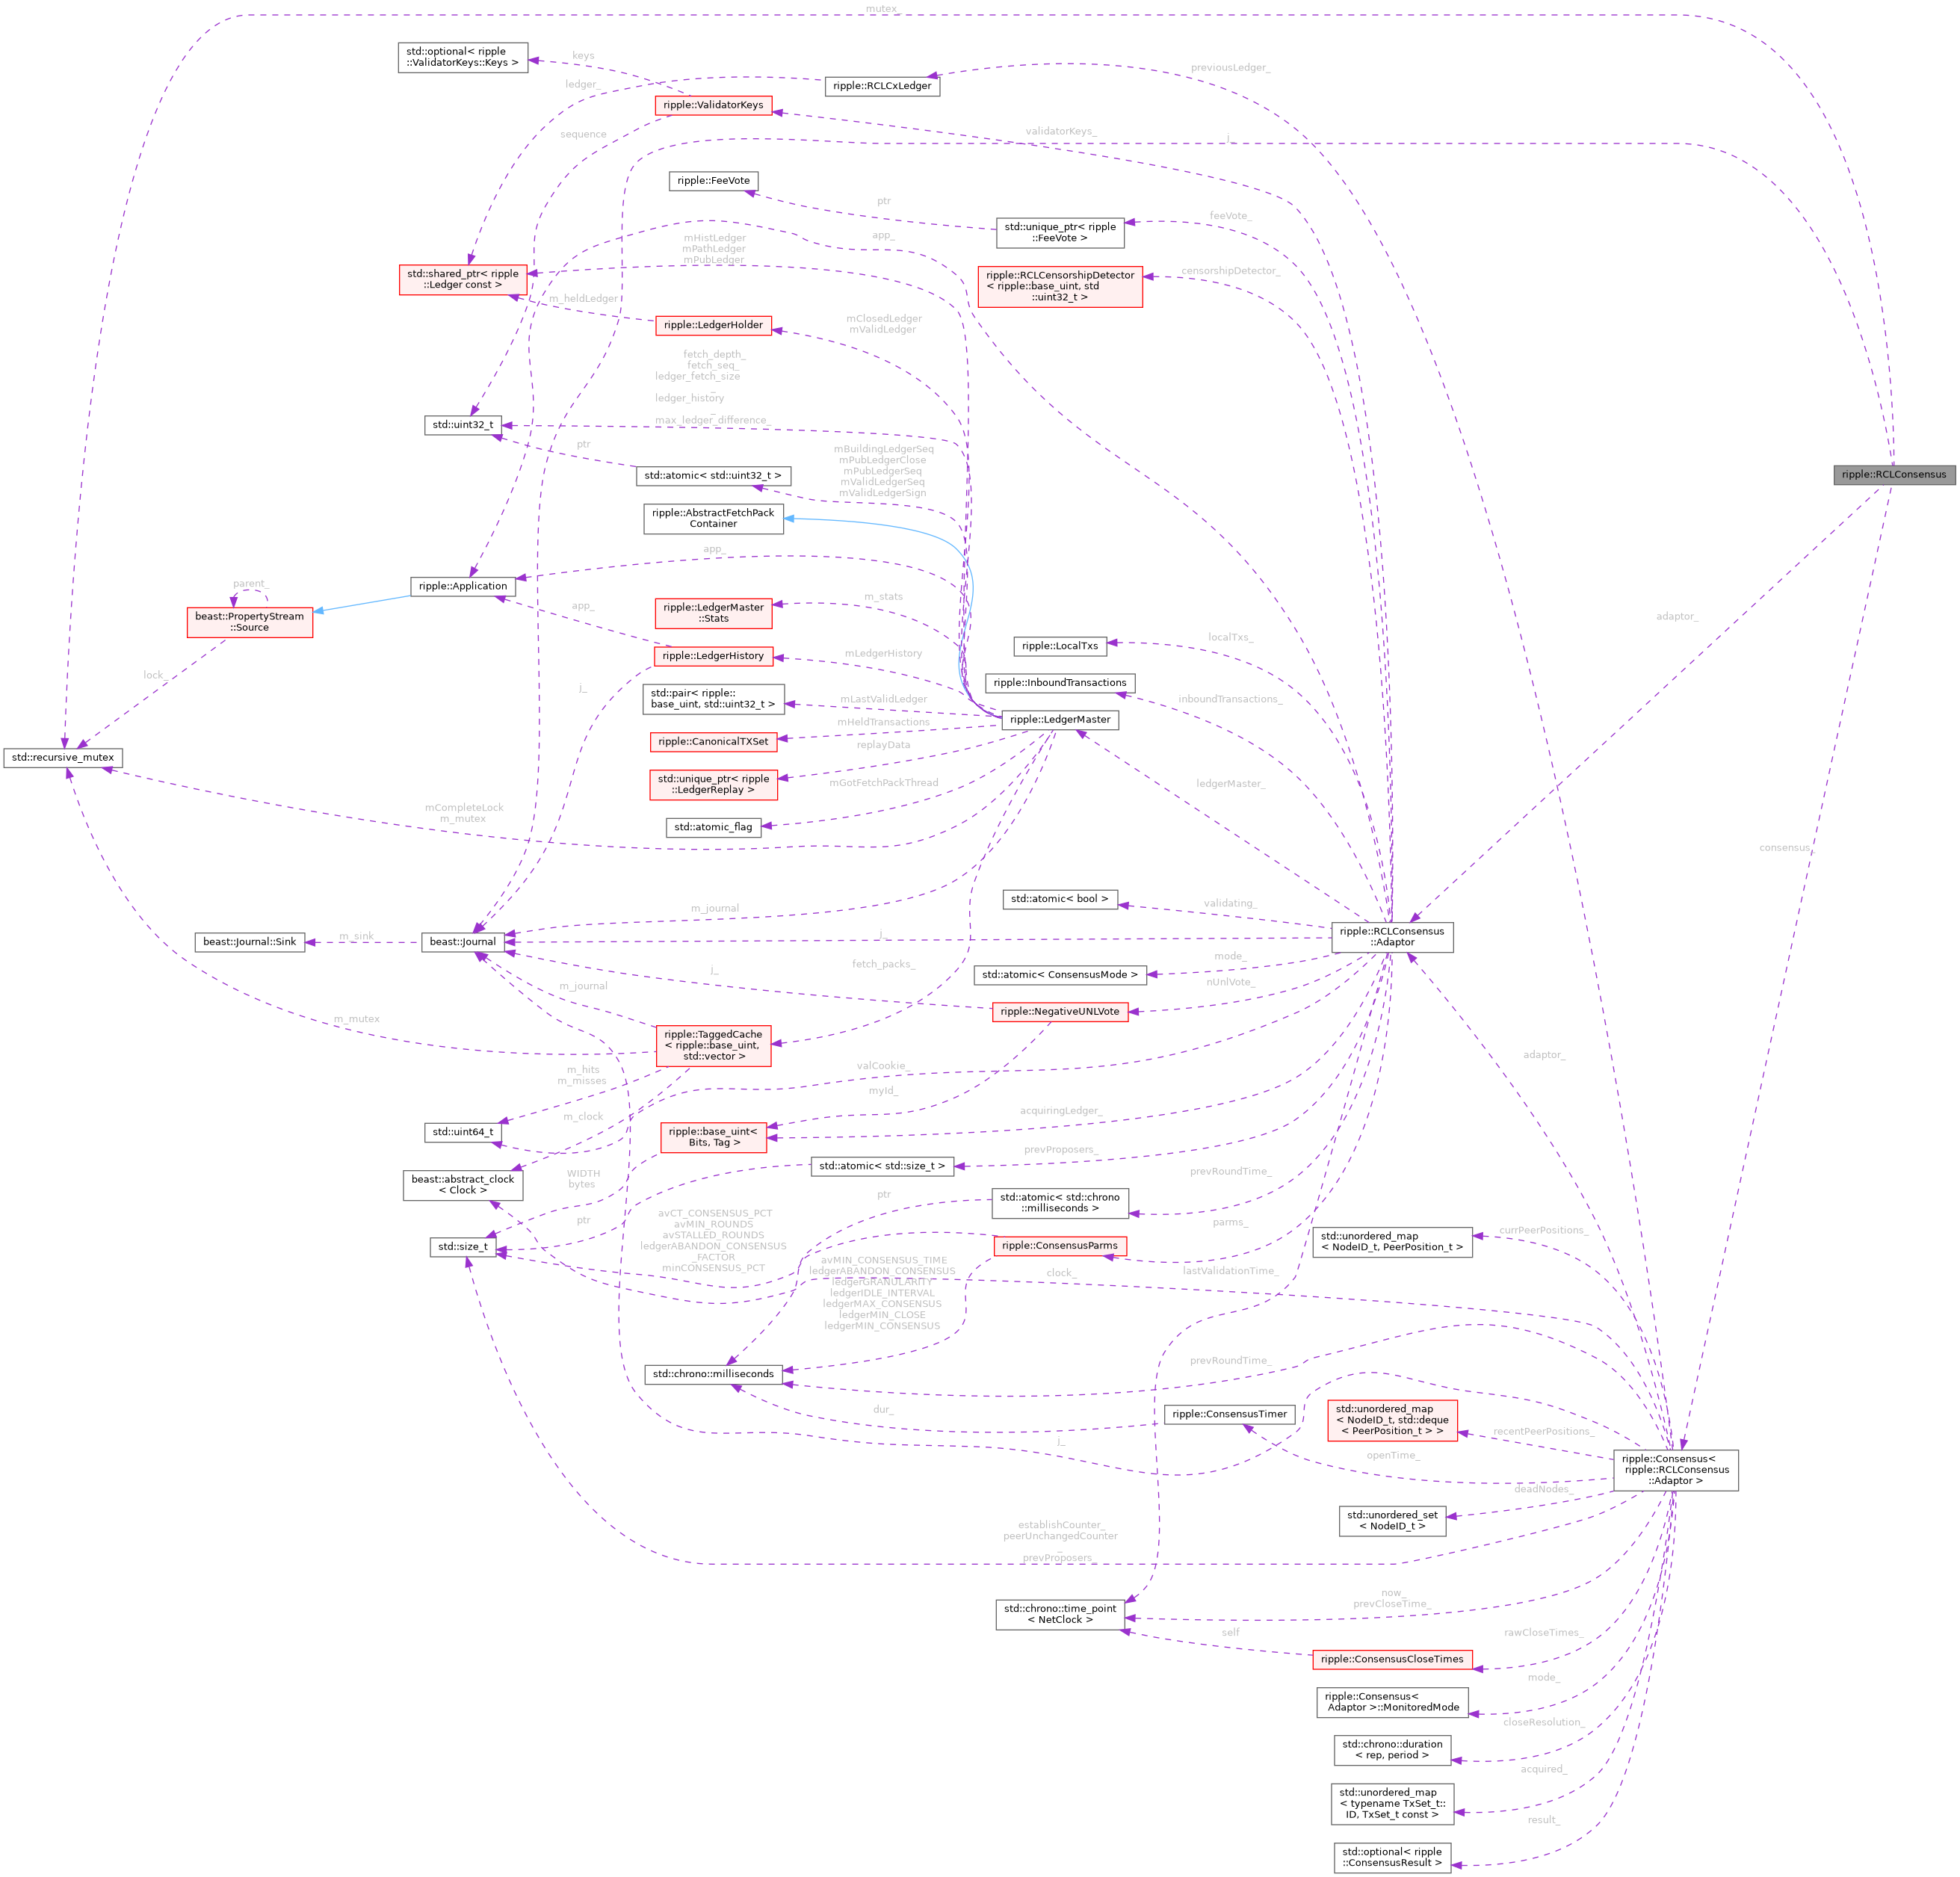 mutex_
std::optional< ripple
::ValidatorKeys::Keys >
keys
previousLedger_
ledger_
ripple::RCLCxLedger
ripple::ValidatorKeys
sequence
validatorKeys_
j_
ripple::FeeVote
ptr
feeVote_
std::unique_ptr< ripple
::FeeVote >
app_
mHistLedger
mPathLedger
mPubLedger
std::shared_ptr< ripple
::Ledger const >
ripple::RCLCensorshipDetector
< ripple::base_uint, std
::uint32_t >
censorshipDetector_
m_heldLedger
ripple::LedgerHolder
mClosedLedger
mValidLedger
fetch_depth_
fetch_seq_
ledger_fetch_size
_
ledger_history
_
max_ledger_difference_
std::uint32_t
ptr
std::atomic< std::uint32_t >
mBuildingLedgerSeq
mPubLedgerClose
mPubLedgerSeq
mValidLedgerSeq
mValidLedgerSign
ripple::RCLConsensus
ripple::AbstractFetchPack
Container
app_
ripple::Application
parent_
beast::PropertyStream
::Source
app_
ripple::LedgerMaster
::Stats
m_stats
adaptor_
localTxs_
ripple::LocalTxs
ripple::LedgerHistory
mLedgerHistory
lock_
j_
ripple::InboundTransactions
inboundTransactions_
std::pair< ripple::
base_uint, std::uint32_t >
mLastValidLedger
ripple::LedgerMaster
mHeldTransactions
ripple::CanonicalTXSet
replayData
std::recursive_mutex
std::unique_ptr< ripple
::LedgerReplay >
mGotFetchPackThread
ledgerMaster_
mCompleteLock
m_mutex
std::atomic_flag
consensus_
std::atomic< bool >
validating_
m_journal
beast::Journal::Sink
m_sink
beast::Journal
j_
ripple::RCLConsensus
::Adaptor
fetch_packs_
mode_
j_
std::atomic< ConsensusMode >
nUnlVote_
m_journal
ripple::NegativeUNLVote
m_mutex
ripple::TaggedCache
< ripple::base_uint,
std::vector >
adaptor_
m_hits
m_misses
valCookie_
myId_
m_clock
acquiringLedger_
std::uint64_t
ripple::base_uint<
Bits, Tag >
prevProposers_
std::atomic< std::size_t >
WIDTH
bytes
beast::abstract_clock
< Clock >
prevRoundTime_
ptr
std::atomic< std::chrono
::milliseconds >
ptr
avCT_CONSENSUS_PCT
avMIN_ROUNDS
avSTALLED_ROUNDS
ledgerABANDON_CONSENSUS
_FACTOR
minCONSENSUS_PCT
parms_
std::size_t
ripple::ConsensusParms
std::unordered_map
< NodeID_t, PeerPosition_t >
currPeerPositions_
avMIN_CONSENSUS_TIME
ledgerABANDON_CONSENSUS
ledgerGRANULARITY
ledgerIDLE_INTERVAL
ledgerMAX_CONSENSUS
ledgerMIN_CLOSE
ledgerMIN_CONSENSUS
clock_
lastValidationTime_
std::chrono::milliseconds
prevRoundTime_
dur_
ripple::ConsensusTimer
std::unordered_map
< NodeID_t, std::deque
< PeerPosition_t > >
recentPeerPositions_
j_
openTime_
ripple::Consensus<
ripple::RCLConsensus
::Adaptor >
deadNodes_
std::unordered_set
< NodeID_t >
establishCounter_
peerUnchangedCounter
_
prevProposers_
std::chrono::time_point
< NetClock >
now_
prevCloseTime_
self
rawCloseTimes_
ripple::ConsensusCloseTimes
mode_
ripple::Consensus<
Adaptor >::MonitoredMode
closeResolution_
std::chrono::duration
< rep, period >
acquired_
std::unordered_map
< typename TxSet_t::
ID, TxSet_t const >
result_
std::optional< ripple
::ConsensusResult >